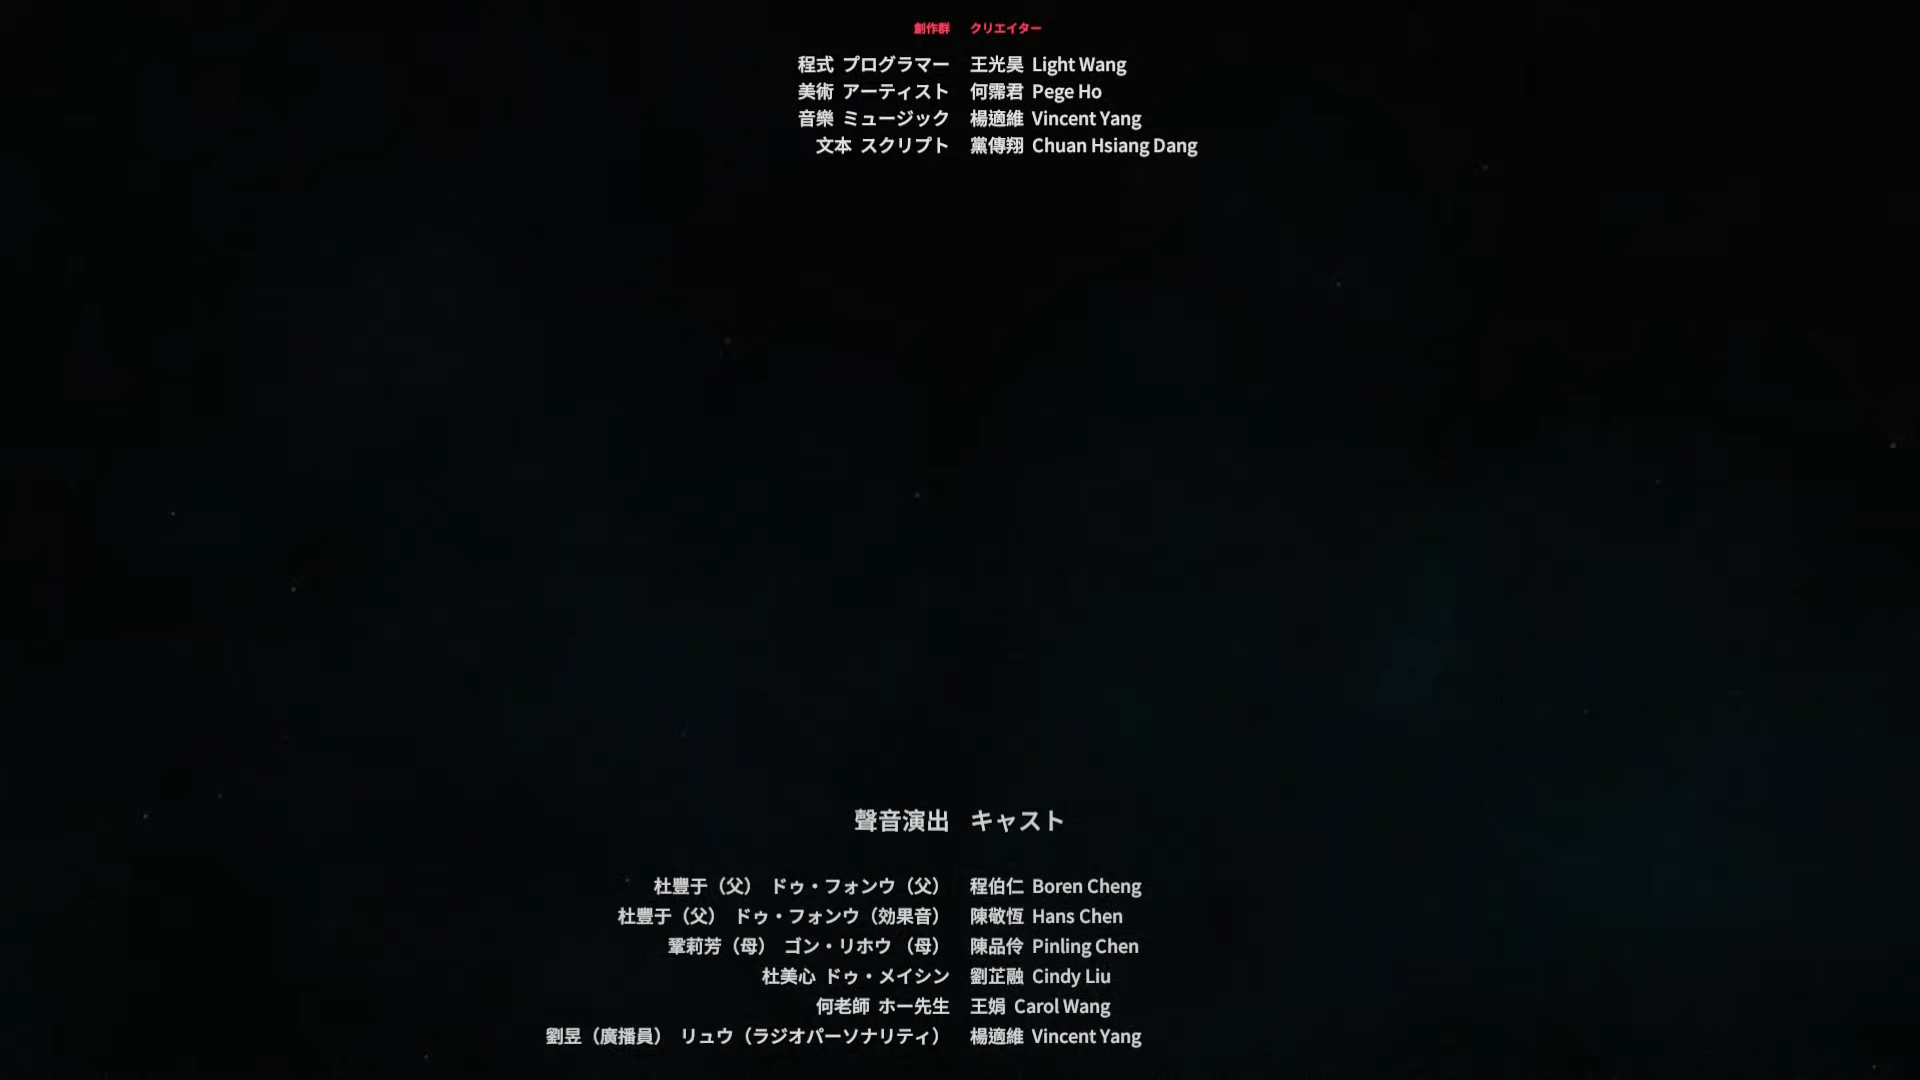 創作群 クリエイター
程式 プログラマー 王光昊 Light Wang
美術 アーティスト 何霈君 Pege Ho
音樂 ミュージック 楊適維 Vincent Yang
文本 スクリプト 黨傳翔 Chuan Hsiang Dang
聲音演出 キャスト
杜豐于（父） ドゥ・フォンウ（父） 程伯仁 Boren Cheng
杜豐于（父） ドゥ・フォンウ（効果音） 陳敬恆 Hans Chen
鞏莉芳（母） ゴン・リホウ （母） 陳品伶 Pinling Chen
杜美心 ドゥ・メイシン 劉芷融 Cindy Liu
何老師 ホー先生 王娟 Carol Wang
劉昱（廣播員） リュウ（ラジオパーソナリティ） 楊適維 Vincent Yang